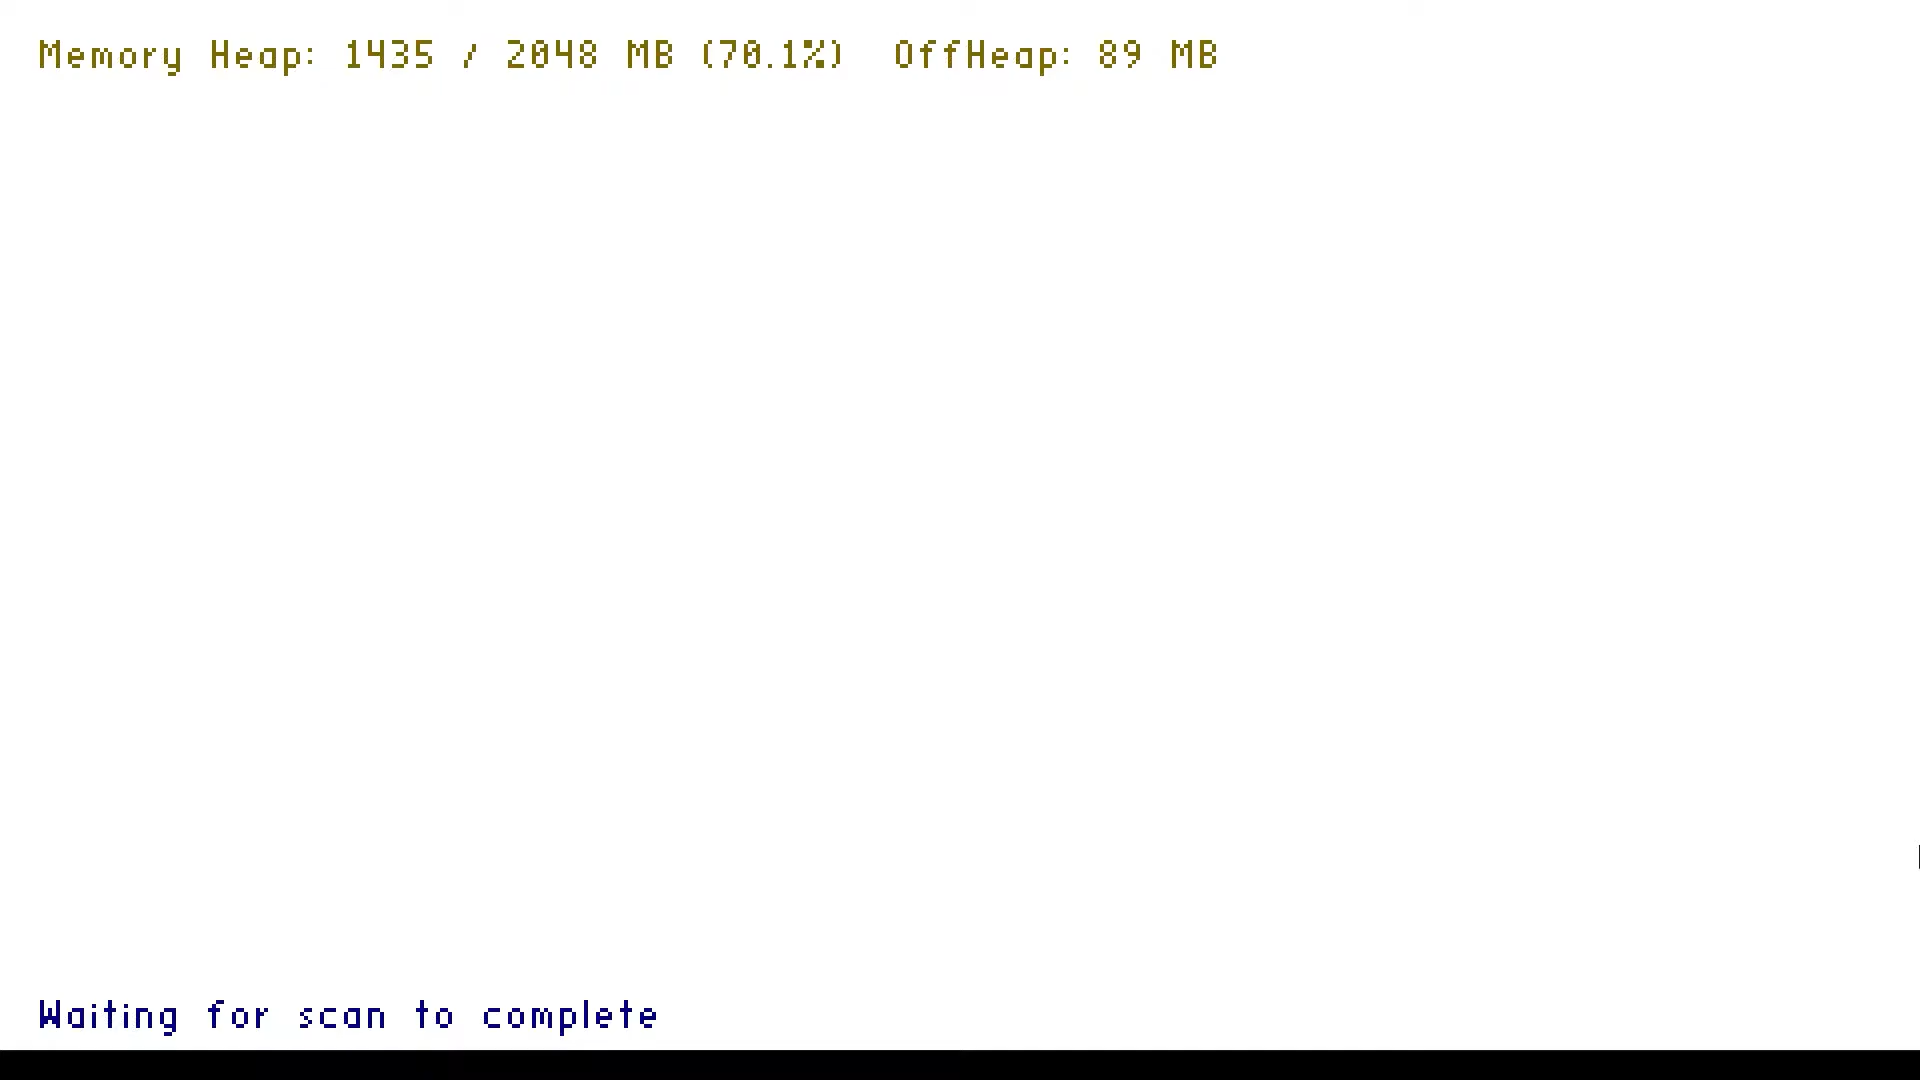 Memory Heap: 1435 / 2048 MB (70.1%)  OffHeap: 89 MB
Waiting for scan to complete